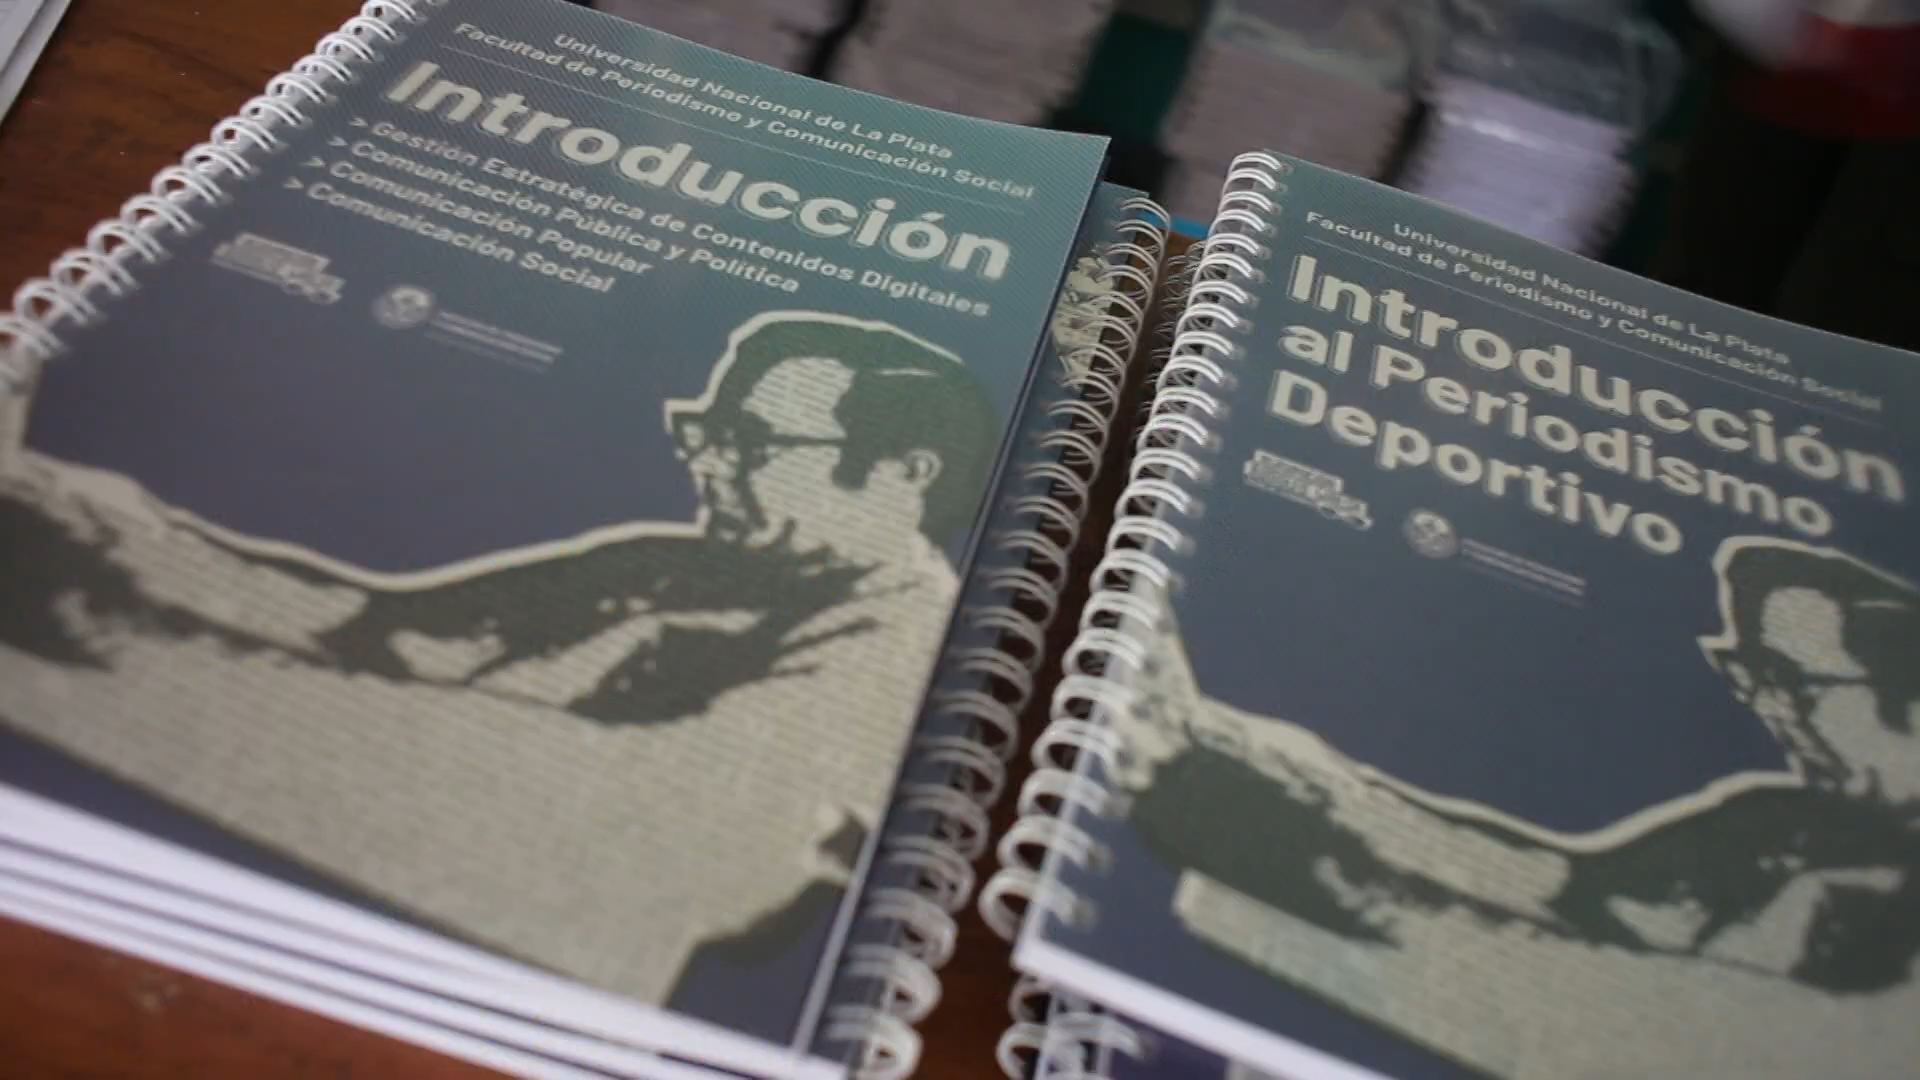 Universidad Nacional de La Plata
Facultad de Periodismo y Comunicación Social
Introducción
> Gestión Estratégica de Contenidos Digitales
> Comunicación Pública y Política
> Comunicación Popular
> Comunicación Social
Universidad Nacional de La Plata
Facultad de Periodismo y Comunicación Social
Introducción
al Periodismo
Deportivo